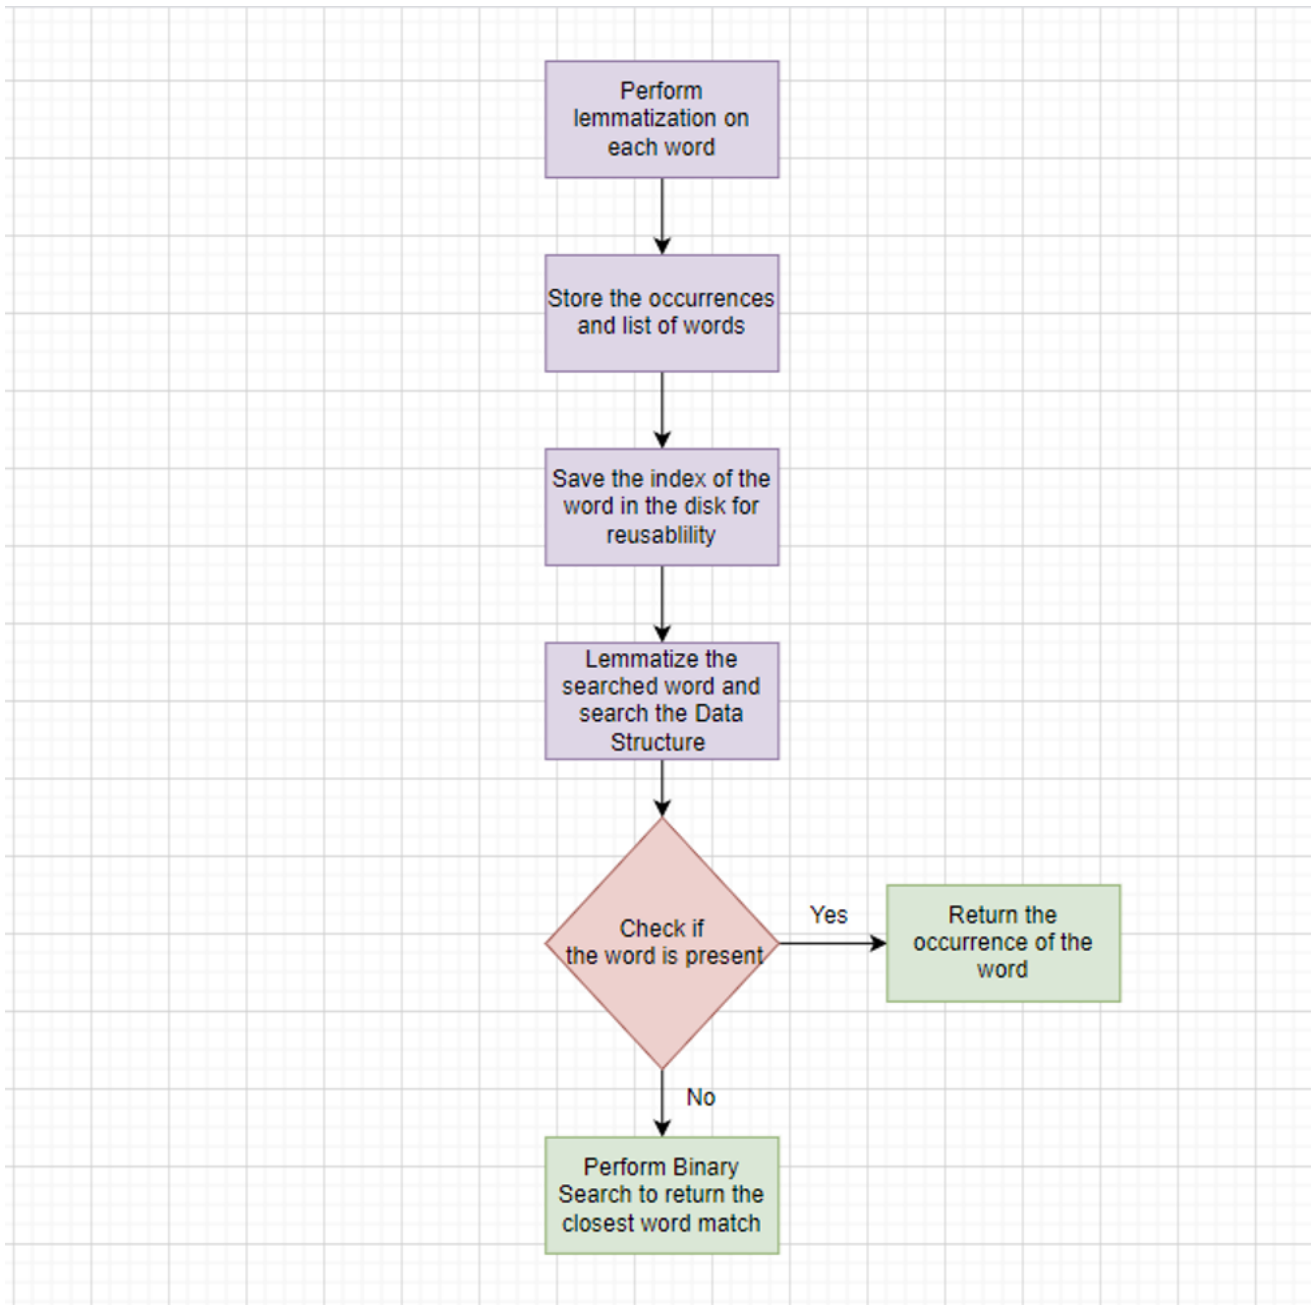 Perform
lemmatization on
each word
Store the occurrences
and list of words
Save the index of the
word in the disk for
reusablility
Lemmatize the
searched word and
search the Data
Structure
Check if
the word is present
Yes
Return the
occurrence of the
word
No
Perform Binary
Search to return the
closest word match